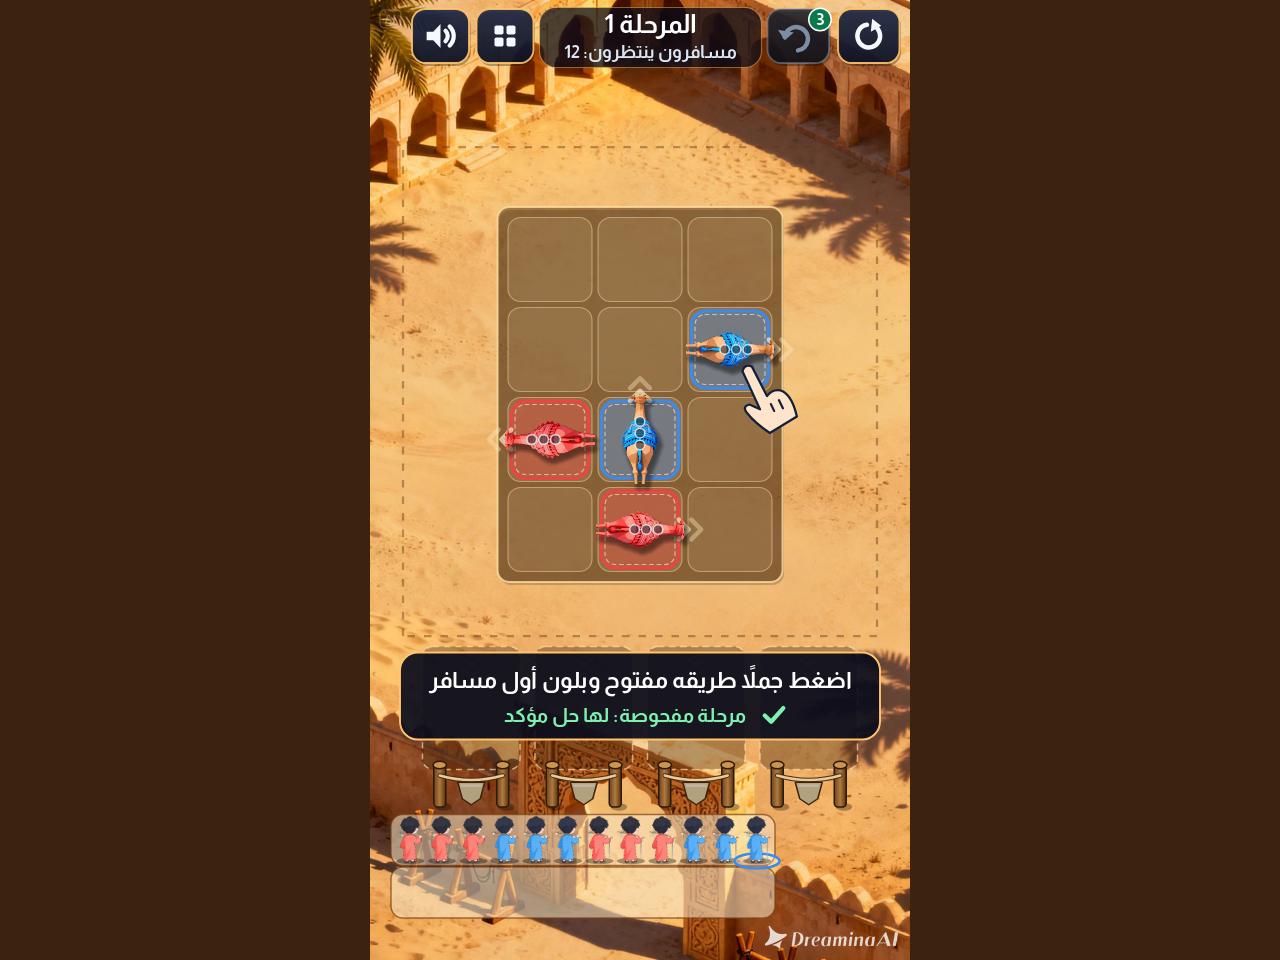 المرحلة 1
مسافرون ينتظرون: 12
3
اضغط جملًا طريقه مفتوح وبلون أول مسافر
مرحلة مفحوصة: لها حل مؤكد
DreaminaAI